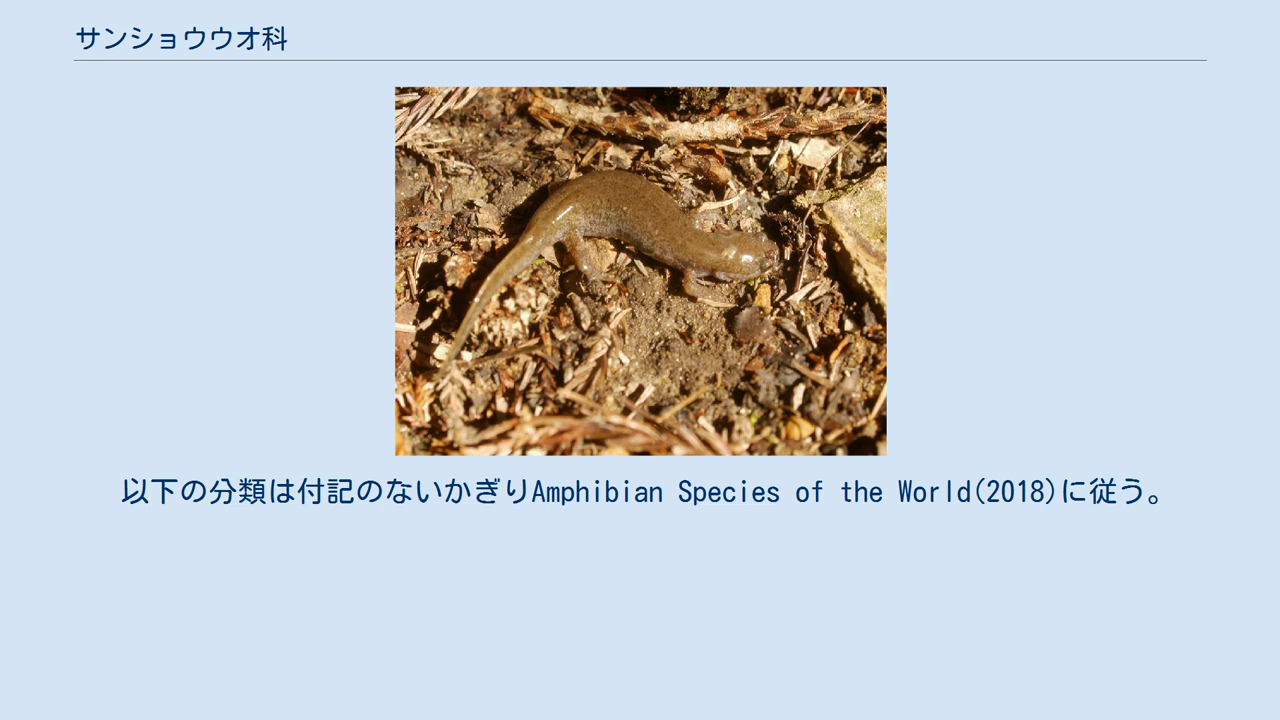 サンショウウオ科
以下の分類は付記のないかぎりAmphibian Species of the World(2018)に従う。